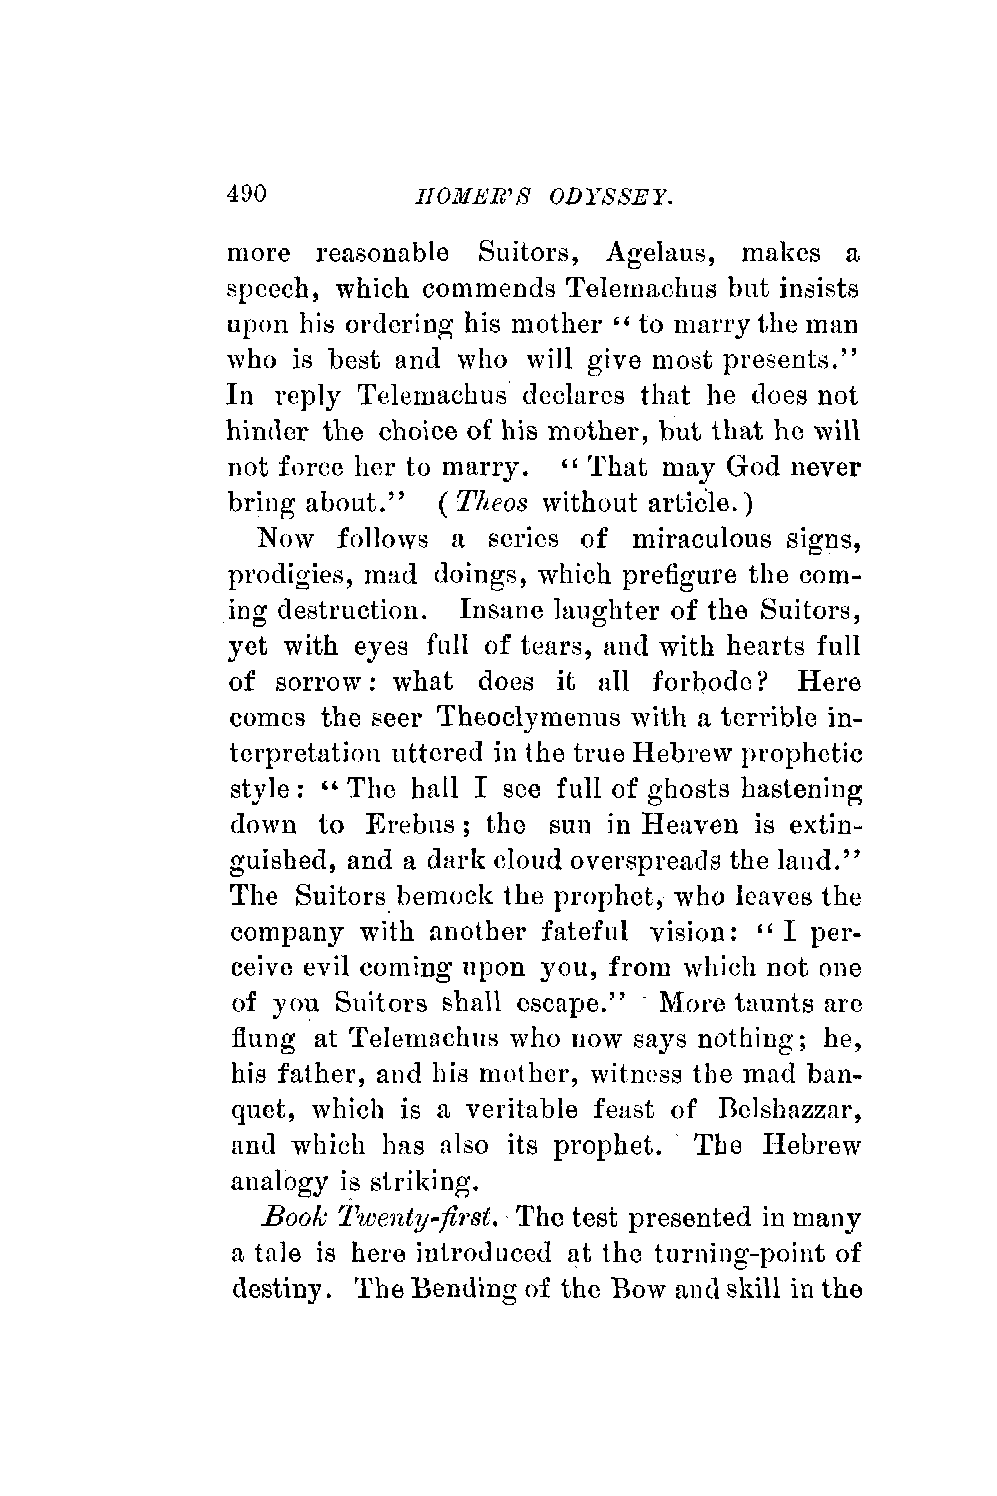 490 HOMER'S ODYSSEY.
more reasonable Suitors, Agelaus, makes a
speech, which commends Telemachus but insists
upon his ordering his mother “ to marry the man
who is best and who will give most presents.”
In reply Telemachus declares that he does not
hinder the choice of his mother, but that he will
not force her to marry. “ That may God never
bring about.” ( Theos without article.)
Now follows a series of miraculous signs,
prodigies, mad doings, which prefigure the com-
ing destruction. Insane laughter of the Suitors,
yet with eyes full of tears, and with hearts full
of sorrow: what does it all forbode? Here
comes the seer Theoclymenus with a terrible in-
terpretation uttered in the true Hebrew prophetic
style: “ The hall I see full of ghosts hastening
down to Erebus; the sun in Heaven is extin-
guished, and a dark cloud overspreads the land.”
The Suitors bemock the prophet, who leaves the
company with another fateful vision: “ I per-
ceive evil coming upon you, from which not one
of you Suitors shall escape.” More taunts are
flung at Telemachus who now says nothing; he,
his father, and his mother, witness the mad ban-
quet, which is a veritable feast of Belshazzar,
and which has also its prophet. The Hebrew
analogy is striking.
Book Twenty-first. The test presented in many
a tale is here introduced at the turning-point of
destiny. The Bending of the Bow and skill in the